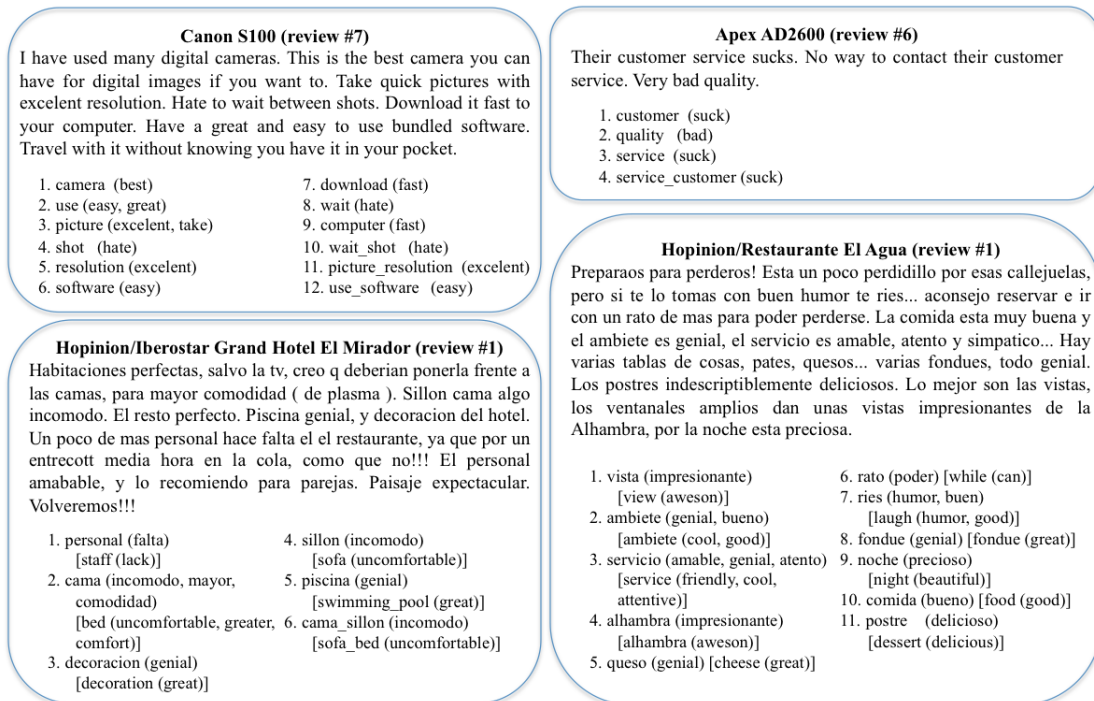 Canon S100 (review #7)
I have used many digital cameras. This is the best camera you can
have for digital images if you want to. Take quick pictures with
excelent resolution. Hate to wait between shots. Download it fast to
your computer. Have a great and easy to use bundled software.
Travel with it without knowing you have it in your pocket.
1. camera (best)
2. use (easy, great)
3. picture (excelent, take)
4. shot (hate)
5. resolution (excelent)
6. software (easy)
7. download (fast)
8. wait (hate)
9. computer (fast)
10. wait_shot (hate)
11. picture_resolution (excelent)
12. use_software (easy)
Apex AD2600 (review #6)
Their customer service sucks. No way to contact their customer
service. Very bad quality.
1. customer (suck)
2. quality (bad)
3. service (suck)
4. service_customer (suck)
Hopinion/Iberostar Grand Hotel El Mirador (review #1)
Habitaciones perfectas, salvo la tv, creo q deberian ponerla frente a
las camas, para mayor comodidad ( de plasma ). Sillon cama algo
incomodo. El resto perfecto. Piscina genial, y decoracion del hotel.
Un poco de mas personal hace falta el el restaurante, ya que por un
entrecott media hora en la cola, como que no!!! El personal
amabable, y lo recomiendo para parejas. Paisaje expectacular.
Volveremos!!!
1. personal (falta)
[staff (lack)]
2. cama (incomodo, mayor,
comodidad)
[bed (uncomfortable, greater,
comfort)]
3. decoracion (genial)
[decoration (great)]
4. sillon (incomodo)
[sofa (uncomfortable)]
5. piscina (genial)
[swimming_pool (great)]
6. cama_sillon (incomodo)
[sofa_bed (uncomfortable)]
Hopinion/Restaurante El Agua (review #1)
Preparaos para perderos! Esta un poco perdidillo por esas callejuelas,
pero si te lo tomas con buen humor te ries... aconsejo reservar e ir
con un rato de mas para poder perderse. La comida esta muy buena y
el ambiete es genial, el servicio es amable, atento y simpatico... Hay
varias tablas de cosas, pates, quesos... varias fondues, todo genial.
Los postres indescriptiblemente deliciosos. Lo mejor son las vistas,
los ventanales amplios dan unas vistas impresionantes de la
Alhambra, por la noche esta preciosa.
1. vista (impresionante)
[view (aweson)]
2. ambiete (genial, bueno)
[ambiete (cool, good)]
3. servicio (amable, genial, atento)
[service (friendly, cool,
attentive)]
4. alhambra (impresionante)
[alhambra (aweson)]
5. queso (genial) [cheese (great)]
6. rato (poder) [while (can)]
7. ries (humor, buen)
[laugh (humor, good)]
8. fondue (genial) [fondue (great)]
9. noche (precioso)
[night (beautiful)]
10. comida (bueno) [food (good)]
11. postre (delicioso)
[dessert (delicious)]